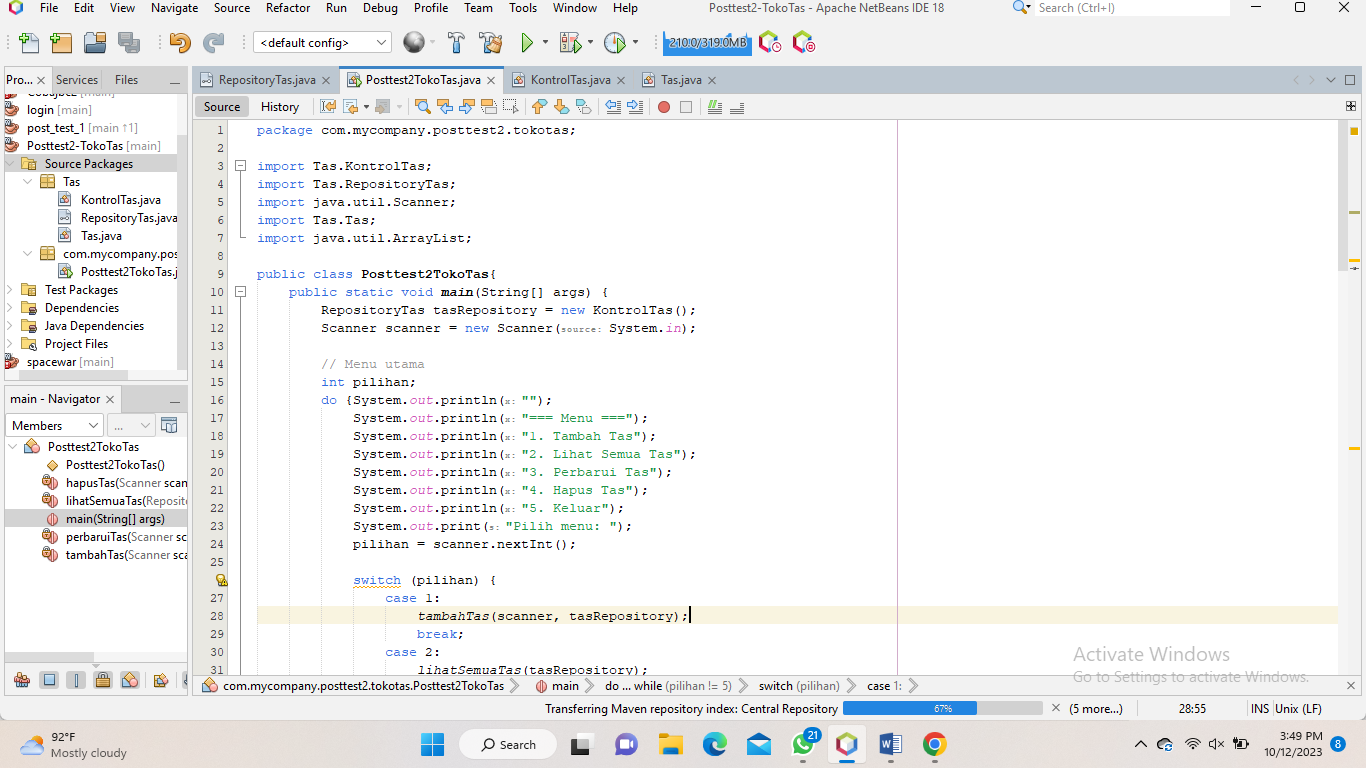 File Edit View Navigate Source Refactor Run Debug Profile Team Tools Window Help
Posttest2-TokoTas - Apache NetBeans IDE 18
Search (Ctrl+I)
<default config>
210.0/319.0MB
Pro... Services Files
RepositoryTas.java Posttest2TokoTas.java KontrolTas.java Tas.java
Source History
login [main]
post_test_1 [main ↑1]
Posttest2-TokoTas [main]
Source Packages
Tas
KontrolTas.java
RepositoryTas.java
Tas.java
com.mycompany.pos
Posttest2TokoTas.j
Test Packages
Dependencies
Java Dependencies
Project Files
spacewar [main]
main - Navigator
Members ...
Posttest2TokoTas
Posttest2TokoTas()
hapusTas(Scanner scan
lihatSemuaTas(Reposit
main(String[] args)
perbaruiTas(Scanner sc
tambahTas(Scanner sca
1 package com.mycompany.posttest2.tokotas;
2
3 import Tas.KontrolTas;
4 import Tas.RepositoryTas;
5 import java.util.Scanner;
6 import Tas.Tas;
7 import java.util.ArrayList;
8
9 public class Posttest2TokoTas{
10 public static void main(String[] args) {
11 RepositoryTas tasRepository = new KontrolTas();
12 Scanner scanner = new Scanner(source: System.in);
13
14 // Menu utama
15 int pilihan;
16 do {System.out.println(x: "");
17 System.out.println(x: "=== Menu ===");
18 System.out.println(x: "1. Tambah Tas");
19 System.out.println(x: "2. Lihat Semua Tas");
20 System.out.println(x: "3. Perbarui Tas");
21 System.out.println(x: "4. Hapus Tas");
22 System.out.println(x: "5. Keluar");
23 System.out.print(s: "Pilih menu: ");
24 pilihan = scanner.nextInt();
25
switch (pilihan) {
27 case 1:
28 tambahTas(scanner, tasRepository);
29 break;
30 case 2:
31 lihatSemuaTas(tasRepository);
Activate Windows
Go to Settings to activate Windows.
com.mycompany.posttest2.tokotas.Posttest2TokoTas main do ... while (pilihan != 5) switch (pilihan) case 1:
Transferring Maven repository index: Central Repository 67% (5 more...) 28:55 INS Unix (LF)
92°F
Mostly cloudy
Search
21
3:49 PM
10/12/2023
8